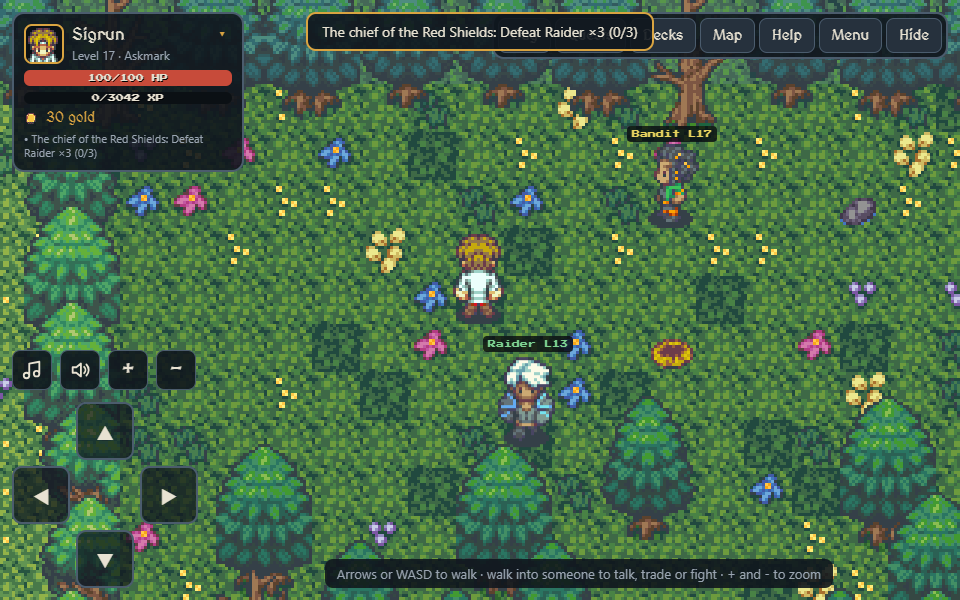 Sigrun
Level 17 · Askmark
100/100 HP
0/3042 XP
30 gold
• The chief of the Red Shields: Defeat
Raider ×3 (0/3)
The chief of the Red Shields: Defeat Raider ×3 (0/3)
Map
Help
Menu
Hide
Bandit L17
Raider L13
+
-
Arrows or WASD to walk · walk into someone to talk, trade or fight · + and - to zoom